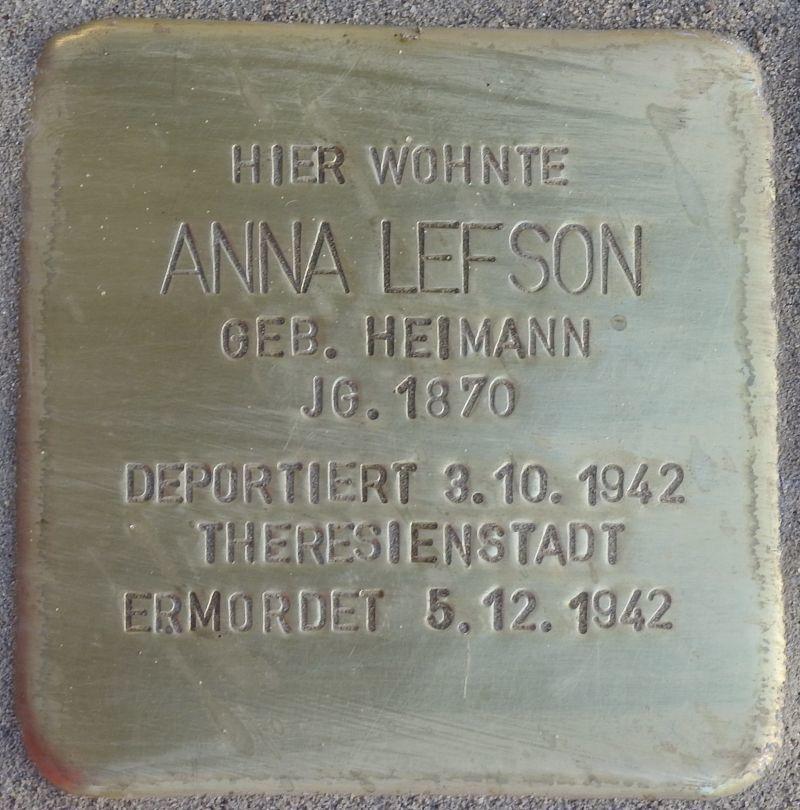 HIER WOHNTE
ANNA LEFSON
GEB. HEIMANN
JG. 1870
DEPORTIERT 3.10.1942
THERESIENSTADT
ERMORDET 5.12.1942